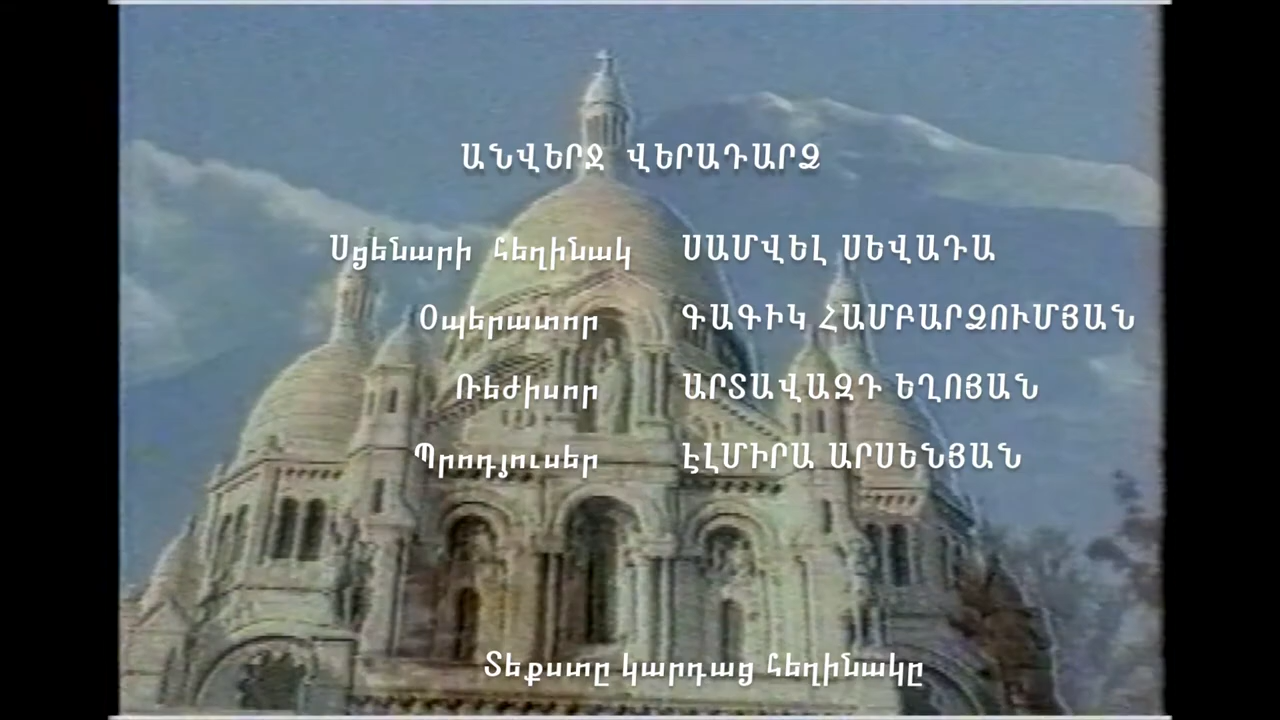 ԱՆՎԵՐՋ ՎԵՐԱԴԱՐՁ
Սցենարի հեղինակ ՍԱՄՎԵԼ ՍԵՎԱԴԱ
Օպերատոր ԳԱԳԻԿ ՀԱՄԲԱՐՁՈՒՄՅԱՆ
Ռեժիսոր ԱՐՏԱՎԱԶԴ ԵՂՈՅԱՆ
Պրոդյուսեր ԷԼՄԻՐԱ ԱՐՍԵՆՅԱՆ
Տեքստը կարդաց հեղինակը